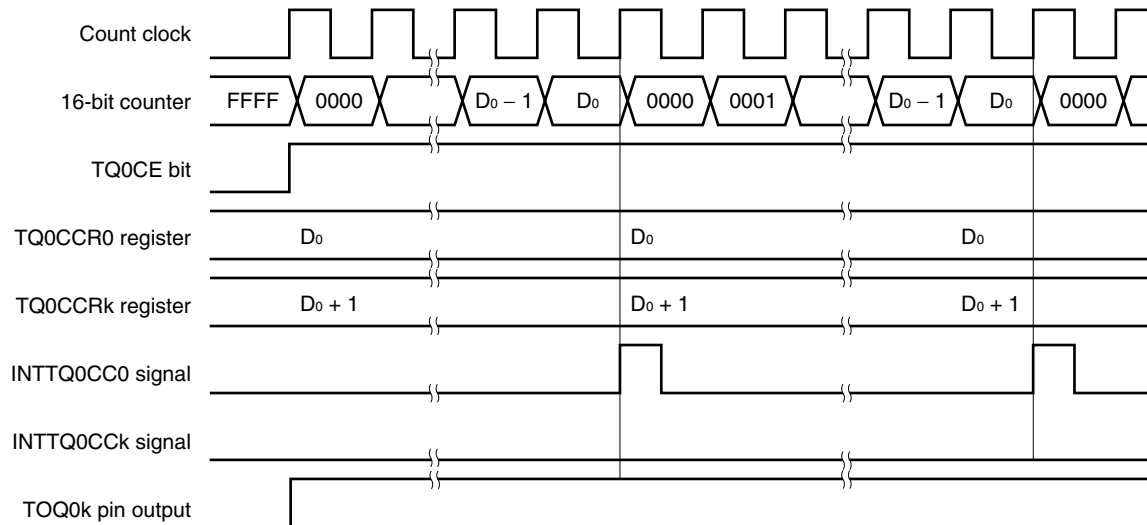 Count clock
16-bit counter FFFF 0000 D₀ − 1 D₀ 0000 0001 D₀ − 1 D₀ 0000
TQ0CE bit
TQ0CCR0 register D₀ D₀ D₀
TQ0CCRk register D₀ + 1 D₀ + 1 D₀ + 1
INTTQ0CC0 signal
INTTQ0CCk signal
TOQ0k pin output